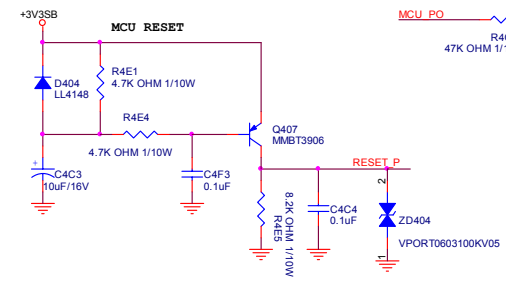 +3V3SB
MCU RESET
MCU_PO
47K OHM 1/1
D404
LL4148
R4E1
4.7K OHM 1/10W
R4E4
4.7K OHM 1/10W
Q407
MMBT3906
RESET_P
+
C4C3
10uF/16V
C4F3
0.1uF
8.2K OHM 1/10W
R4E5
C4C4
0.1uF
2
1
ZD404
VPORT0603100KV05